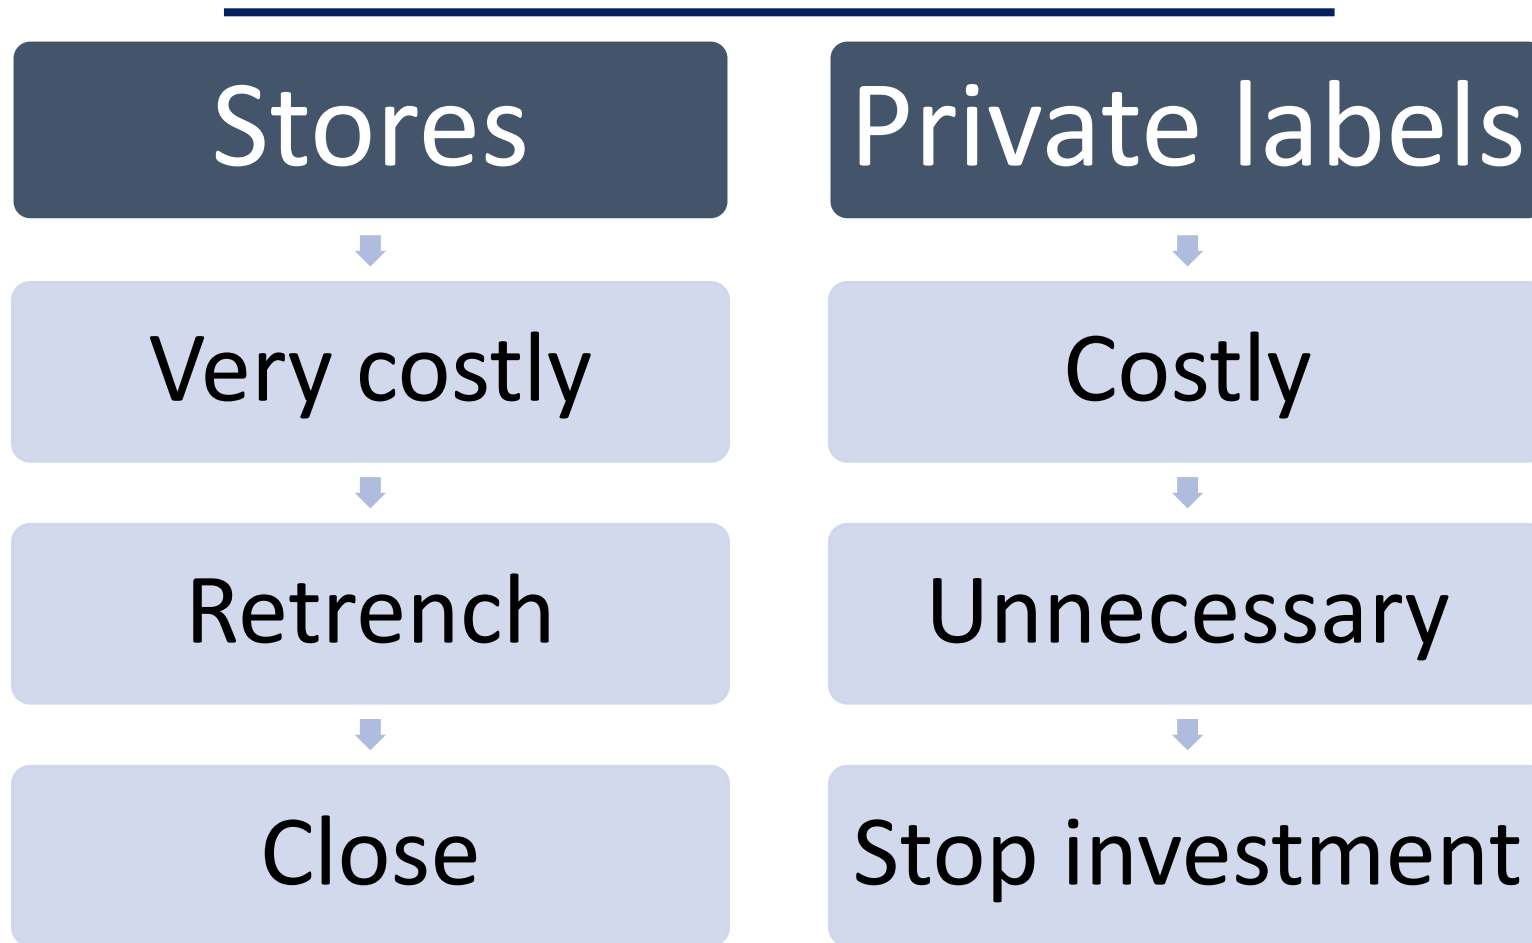 Stores
Very costly
Retrench
Close
Private labels
Costly
Unnecessary
Stop investment